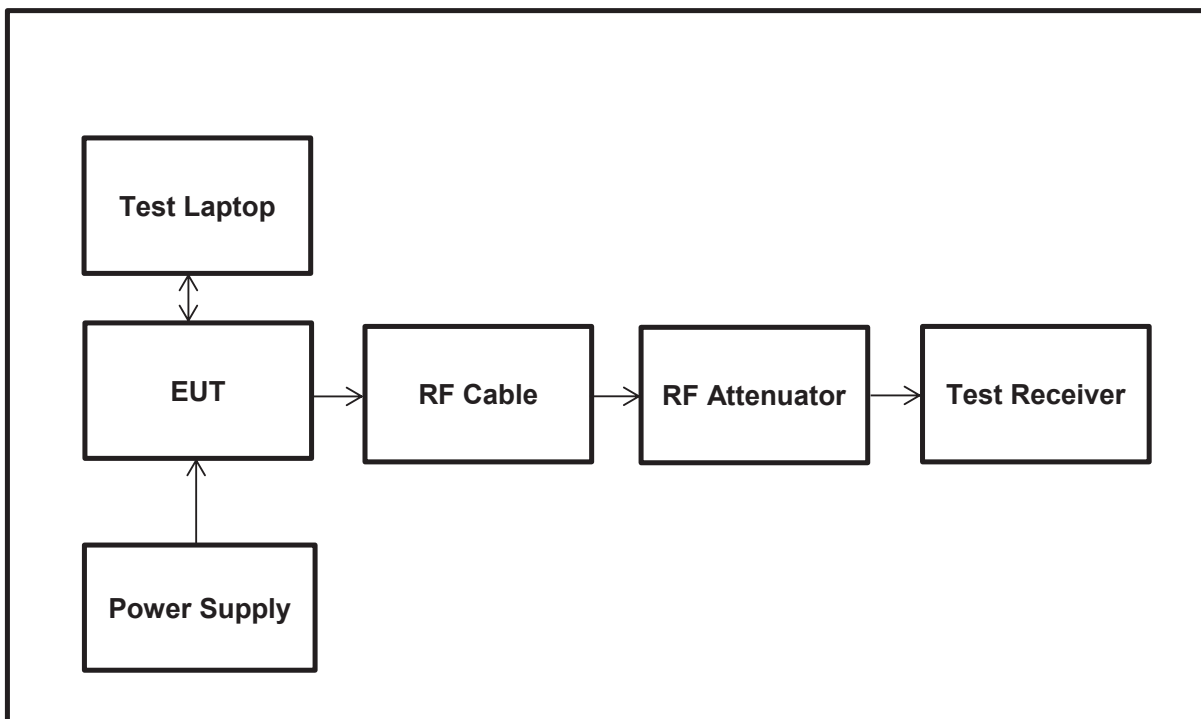 Test Laptop
EUT
RF Cable
RF Attenuator
Test Receiver
Power Supply